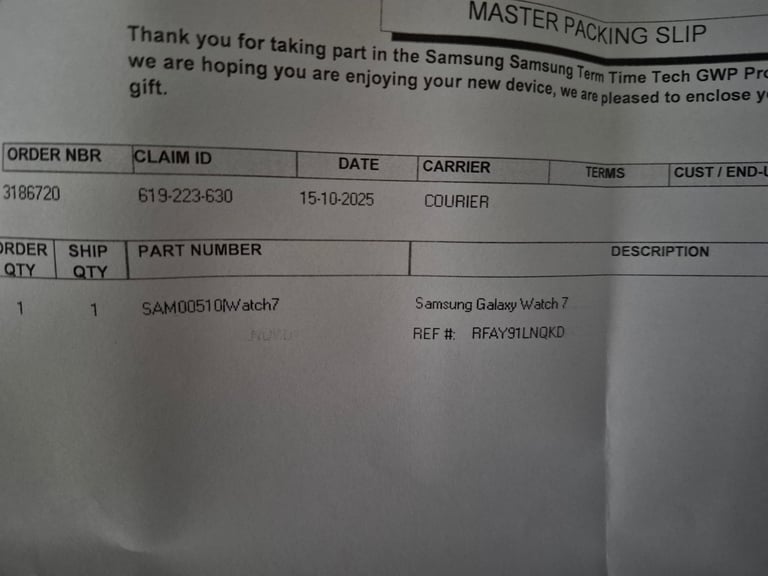 MASTER PACKING SLIP
Thank you for taking part in the Samsung Samsung Term Time Tech GWP
we are hoping you are enjoying your new device, we are pleased to enclose
gift.
ORDER NBR CLAIM ID DATE CARRIER TERMS CUST / END-U
3186720 619-223-630 15-10-2025 COURIER
ORDER SHIP PART NUMBER DESCRIPTION
QTY QTY
1 1 SAM00510|Watch7 Samsung Galaxy Watch 7
REF #: RFAY91LNQKD